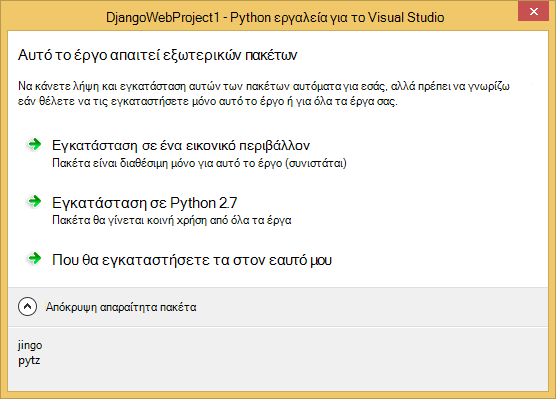 DjangoWebProject1 - Python εργαλεία για το Visual Studio
Αυτό το έργο απαιτεί εξωτερικών πακέτων
Να κάνετε λήψη και εγκατάσταση αυτών των πακέτων αυτόματα για εσάς, αλλά πρέπει να γνωρίζω
εάν θέλετε να τις εγκαταστήσετε μόνο αυτό το έργο ή για όλα τα έργα σας.
Εγκατάσταση σε ένα εικονικό περιβάλλον
Πακέτα είναι διαθέσιμη μόνο για αυτό το έργο (συνιστάται)
Εγκατάσταση σε Python 2.7
Πακέτα θα γίνεται κοινή χρήση από όλα τα έργα
Που θα εγκαταστήσετε τα στον εαυτό μου
Απόκρυψη απαραίτητα πακέτα
jingo
pytz